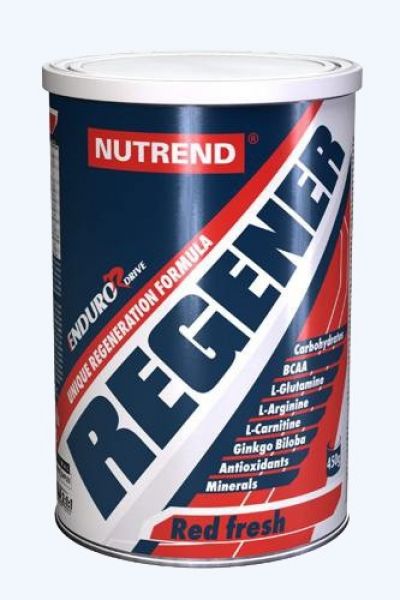 NUTREND®
ENDURO DRIVE
UNIQUE REGENERATION FORMULA
REGENER
Carbohydrates
BCAA
L-Glutamine
L-Arginine
L-Carnitine
Ginkgo Biloba
Antioxidants
Minerals
450g
Red fresh